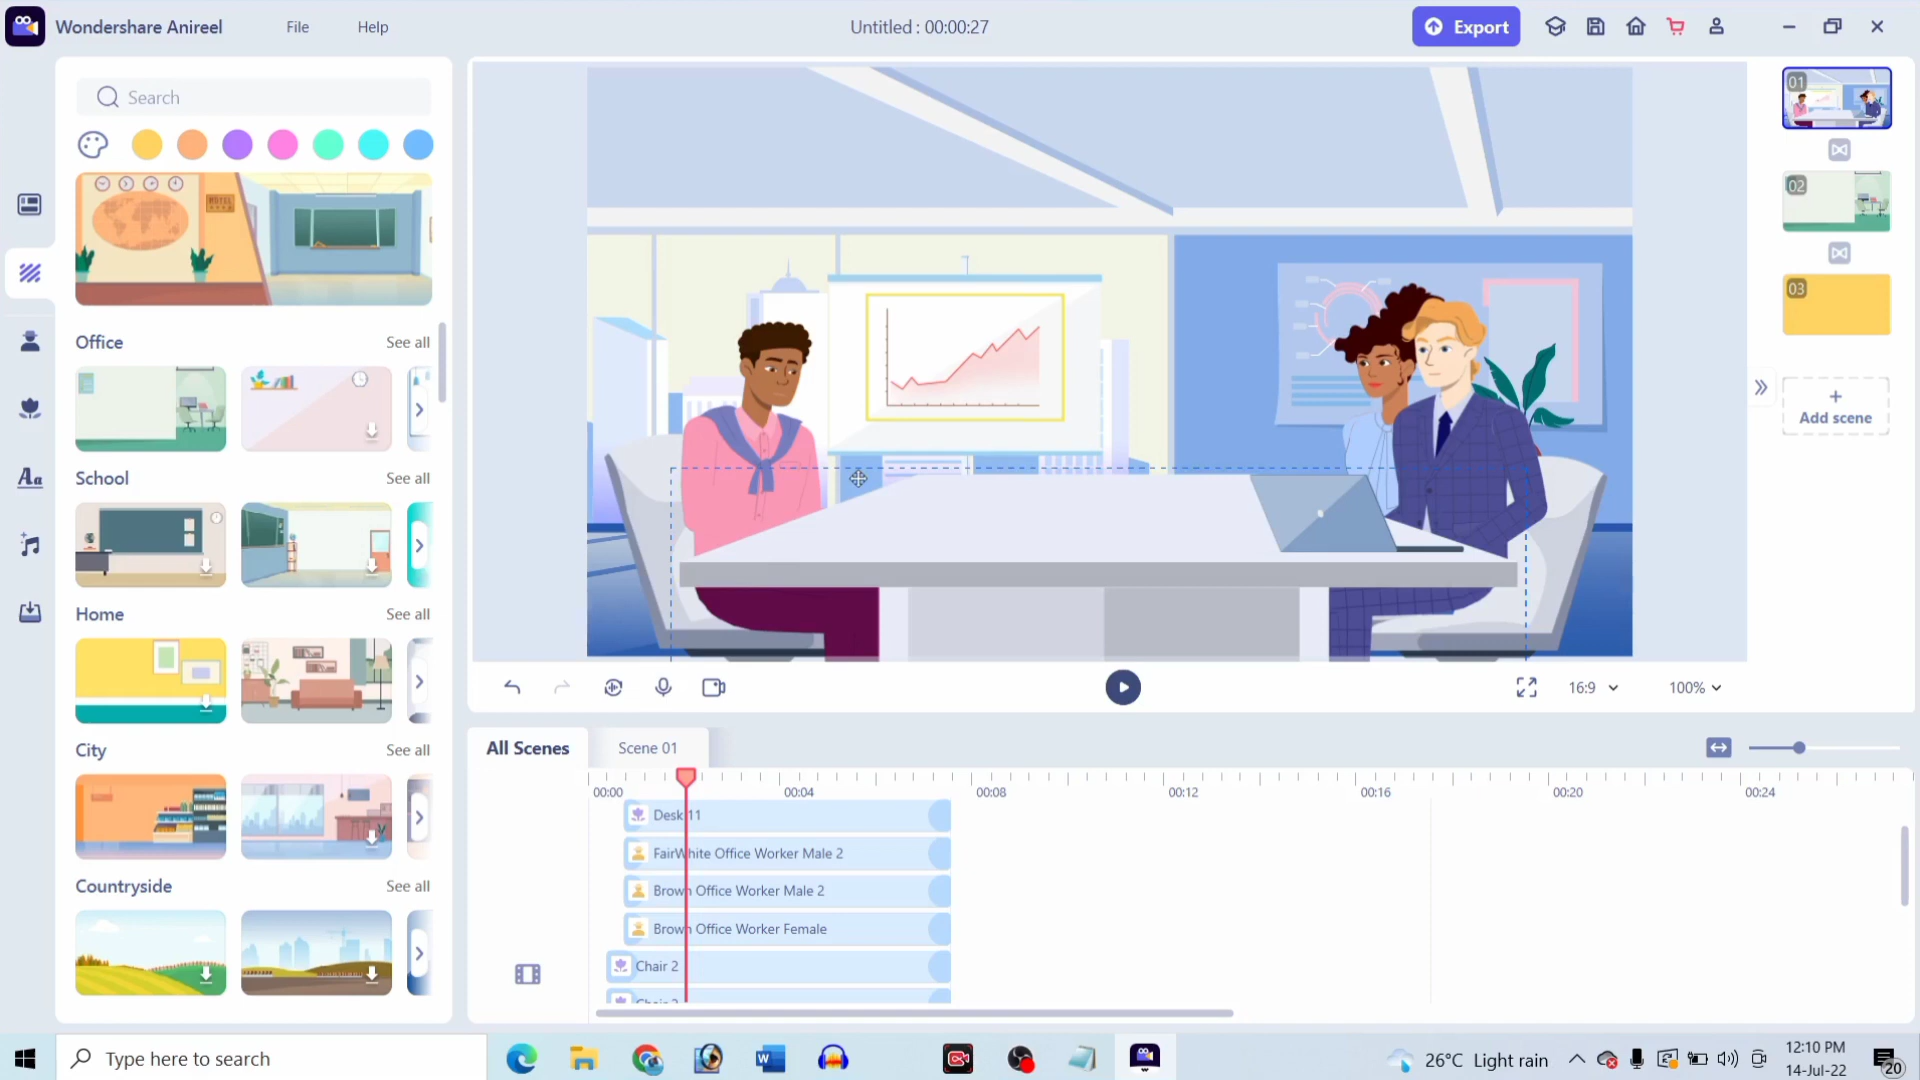 Wondershare Anireel
File
Help
Untitled : 00:00:27
Export
Search
MOTEL
Office
See all
School
See all
Home
See all
City
See all
Countryside
See all
01
02
03
Add scene
16:9
100%
All Scenes
Scene 01
00:00
00:04
00:08
00:12
00:16
00:20
00:24
Desk 11
FairWhite Office Worker Male 2
Brown Office Worker Male 2
Brown Office Worker Female
Chair 2
Chair 2
Type here to search
26°C Light rain
12:10 PM
14-Jul-22
20